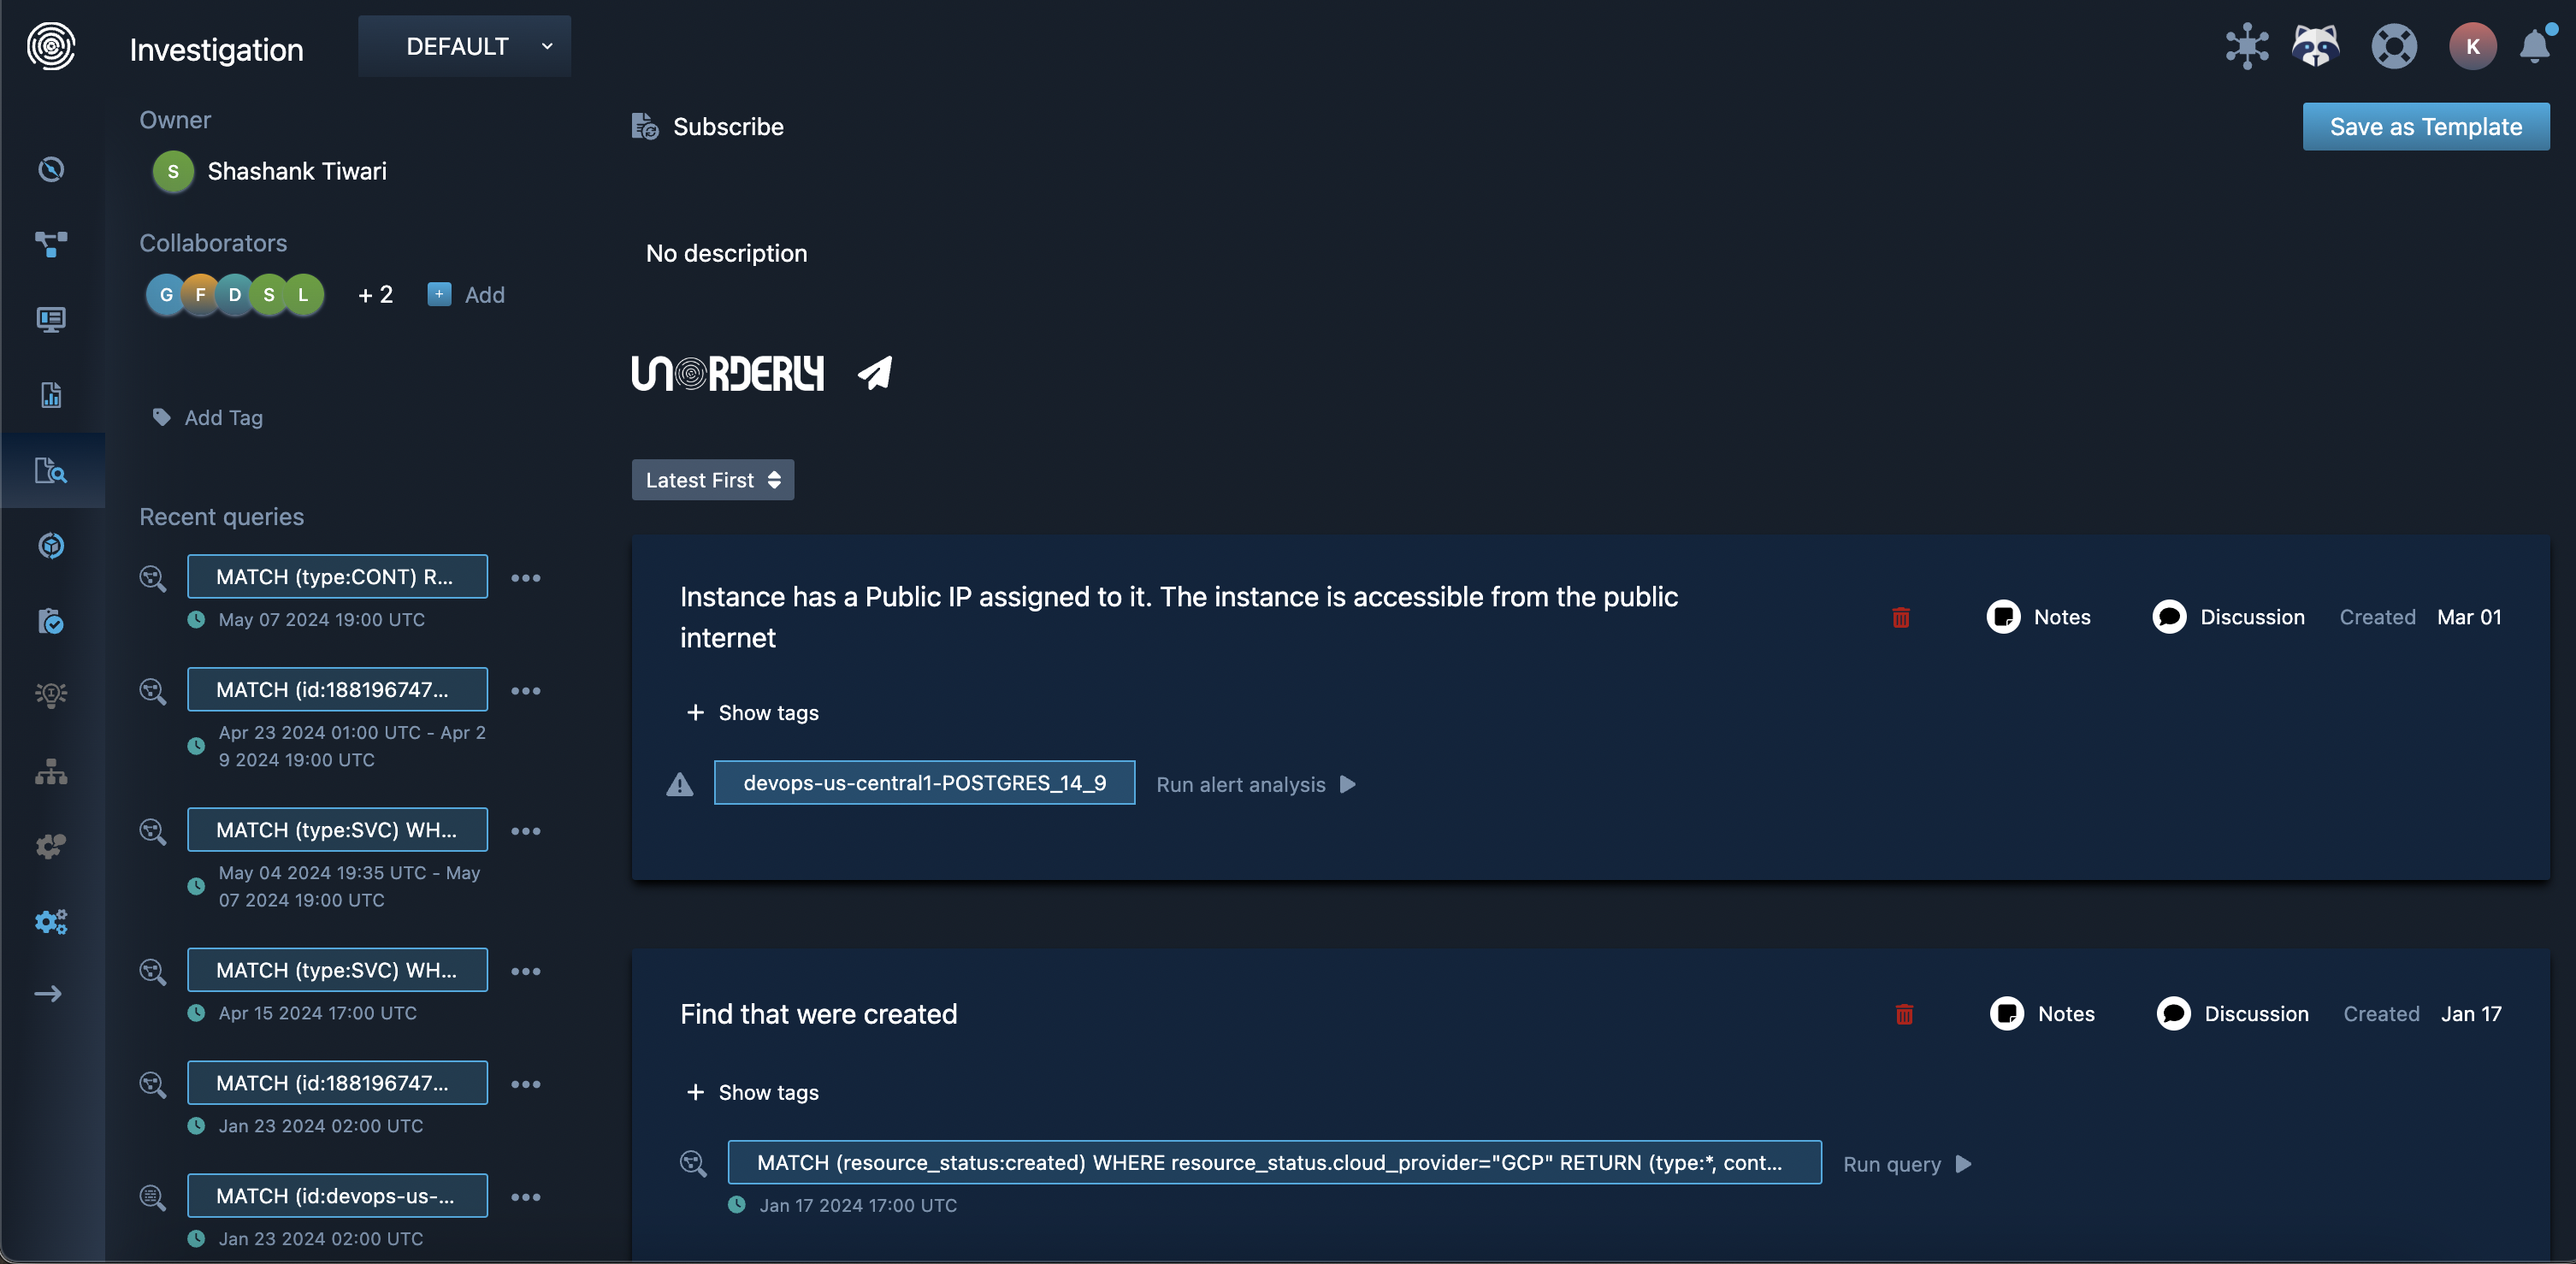 Investigation
DEFAULT
K
Owner
S
Shashank Tiwari
Collaborators
G F D S L
+ 2
Add
Add Tag
Recent queries
MATCH (type:CONT) R...
May 07 2024 19:00 UTC
MATCH (id:188196747...
Apr 23 2024 01:00 UTC - Apr 2
9 2024 19:00 UTC
MATCH (type:SVC) WH...
May 04 2024 19:35 UTC - May
07 2024 19:00 UTC
MATCH (type:SVC) WH...
Apr 15 2024 17:00 UTC
MATCH (id:188196747...
Jan 23 2024 02:00 UTC
MATCH (id:devops-us-...
Jan 23 2024 02:00 UTC
Subscribe
Save as Template
No description
UNORDERLY
Latest First
Instance has a Public IP assigned to it. The instance is accessible from the public
internet
Notes
Discussion
Created Mar 01
+ Show tags
devops-us-central1-POSTGRES_14_9
Run alert analysis
Find that were created
Notes
Discussion
Created Jan 17
+ Show tags
MATCH (resource_status:created) WHERE resource_status.cloud_provider="GCP" RETURN (type:*, cont...
Run query
Jan 17 2024 17:00 UTC